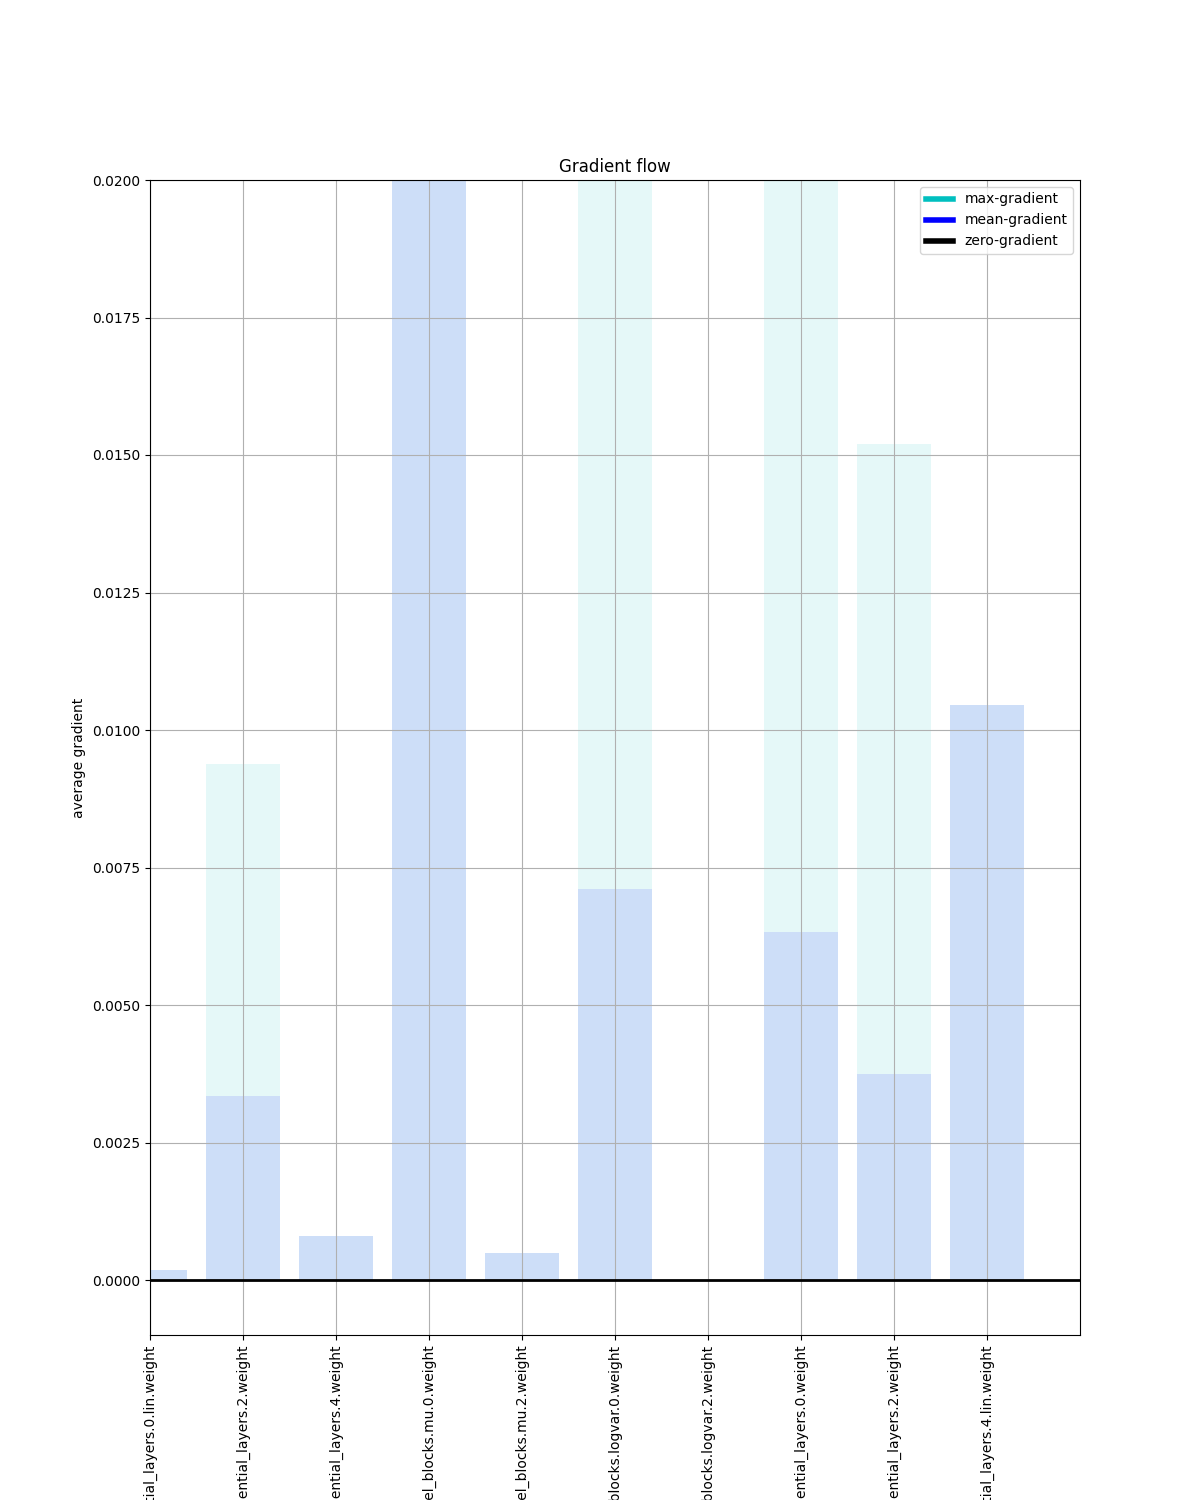 Gradient flow
max-gradient
mean-gradient
zero-gradient
0.0200
0.0175
0.0150
0.0125
0.0100
0.0075
0.0050
0.0025
0.0000
average gradient
tial_layers.0.lin.weight
ential_layers.2.weight
ential_layers.4.weight
el_blocks.mu.0.weight
el_blocks.mu.2.weight
blocks.logvar.0.weight
blocks.logvar.2.weight
ential_layers.0.weight
ential_layers.2.weight
tial_layers.4.lin.weight